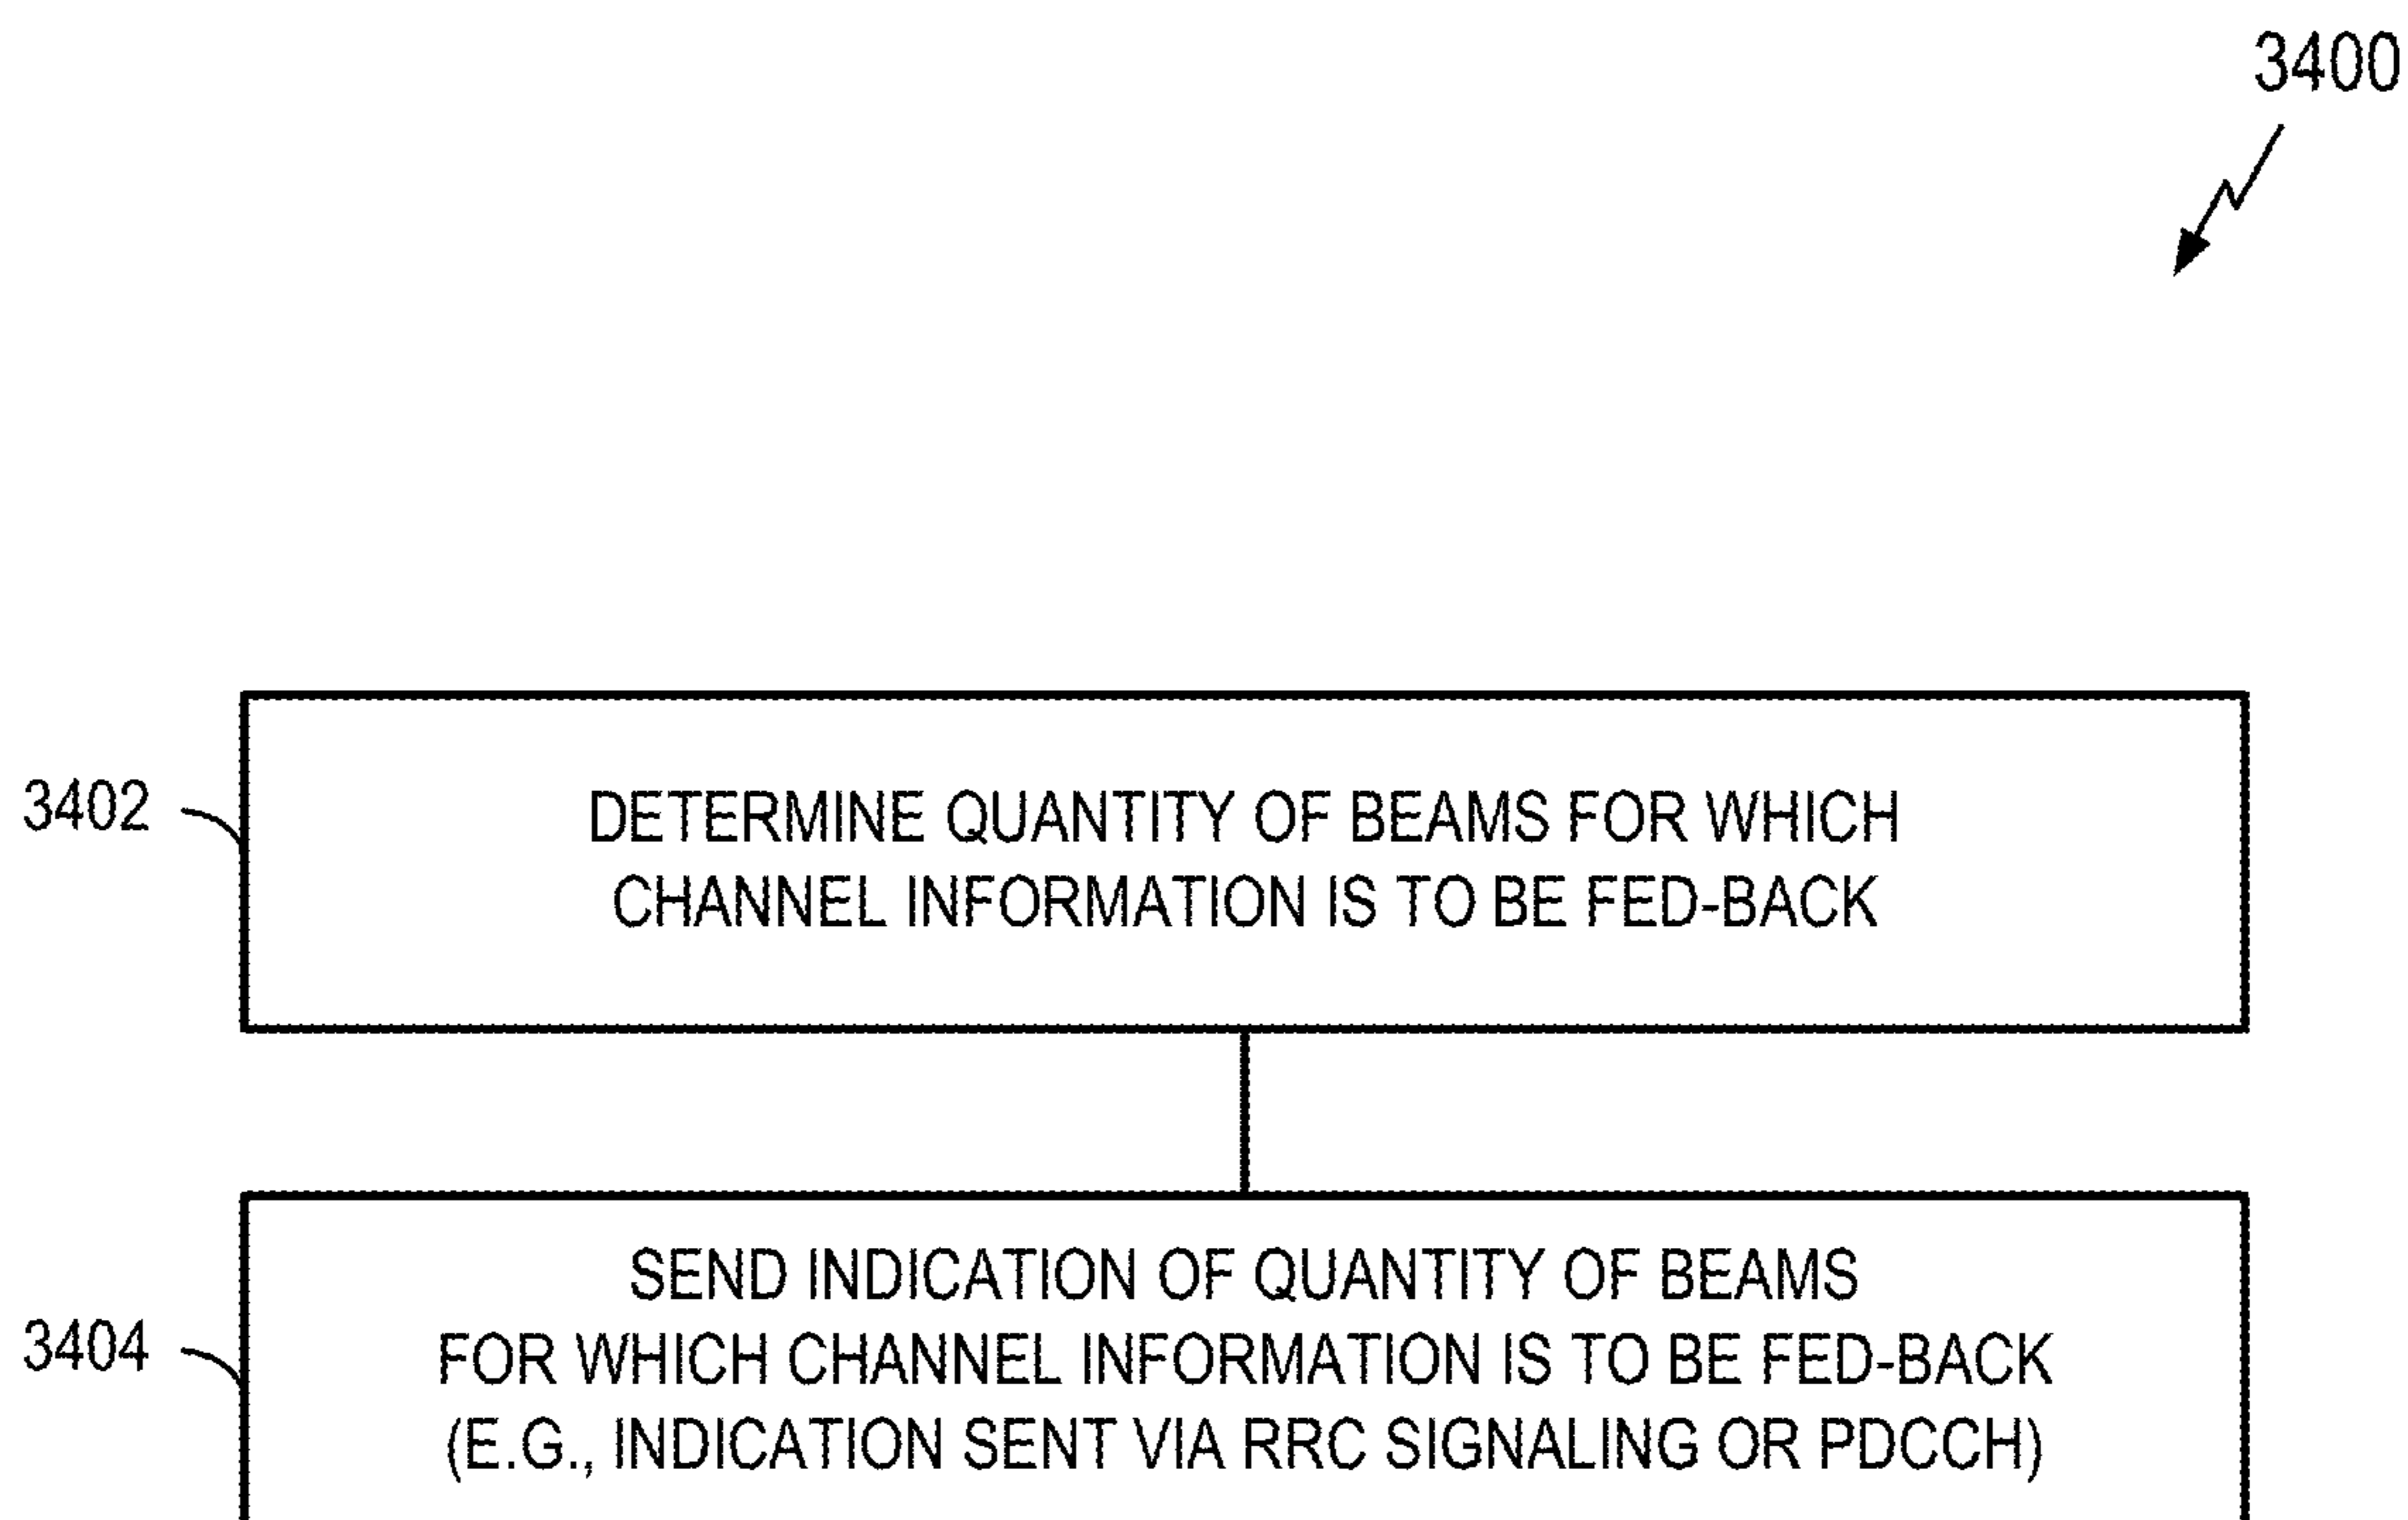 3400
3402
DETERMINE QUANTITY OF BEAMS FOR WHICH
CHANNEL INFORMATION IS TO BE FED-BACK
3404
SEND INDICATION OF QUANTITY OF BEAMS
FOR WHICH CHANNEL INFORMATION IS TO BE FED-BACK
(E.G., INDICATION SENT VIA RRC SIGNALING OR PDCCH)